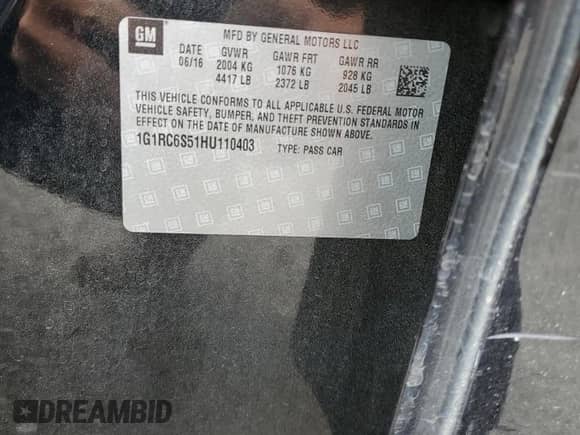 GM
MFD BY GENERAL MOTORS LLC
DATE GVWR GAWR FRT GAWR RR
06/16 2004 KG 1076 KG 928 KG
4417 LB 2372 LB 2045 LB
THIS VEHICLE CONFORMS TO ALL APPLICABLE U.S. FEDERAL MOTOR
VEHICLE SAFETY, BUMPER, AND THEFT PREVENTION STANDARDS IN
EFFECT ON THE DATE OF MANUFACTURE SHOWN ABOVE.
1G1RC6S51HU110403 TYPE: PASS CAR
DREAMBID